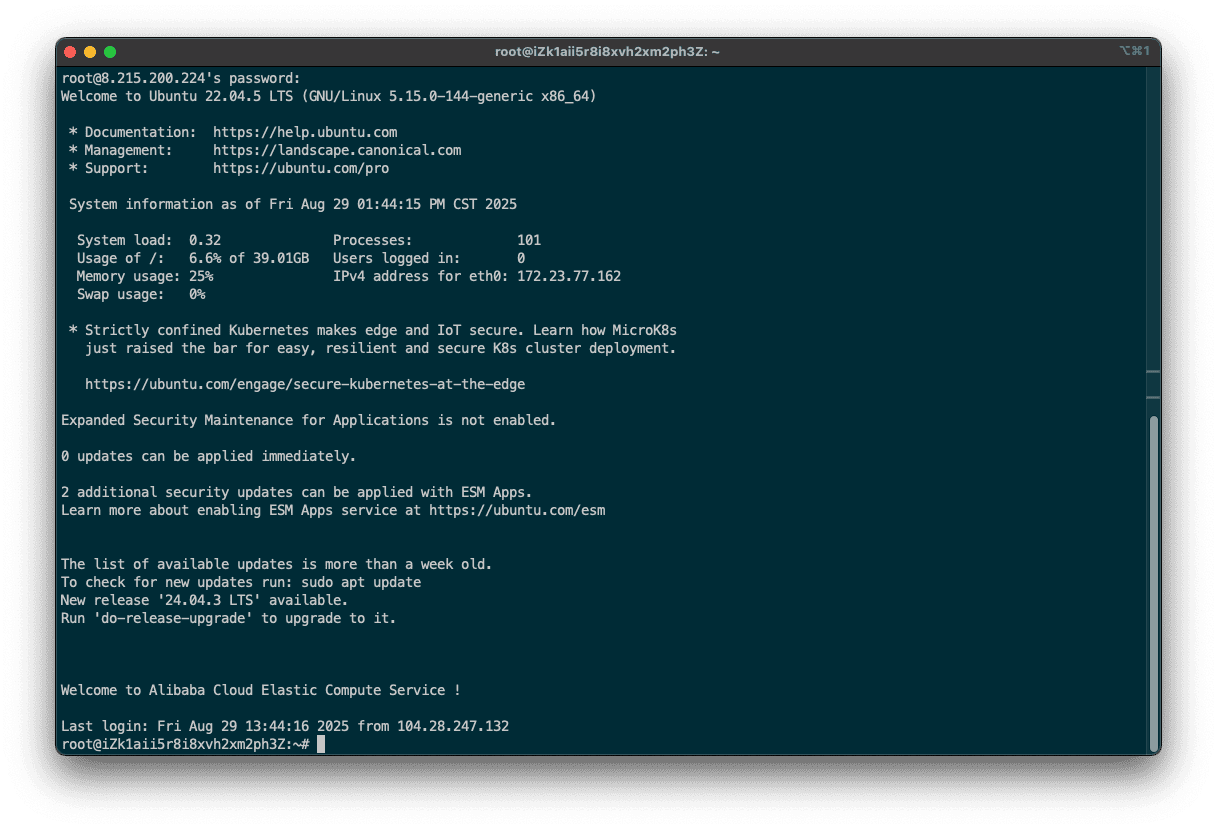 root@iZk1aii5r8i8xvh2xm2ph3Z: ~
⌥⌘1
root@8.215.200.224's password:
Welcome to Ubuntu 22.04.5 LTS (GNU/Linux 5.15.0-144-generic x86_64)
* Documentation:  https://help.ubuntu.com
* Management:     https://landscape.canonical.com
* Support:        https://ubuntu.com/pro
System information as of Fri Aug 29 01:44:15 PM CST 2025
System load:  0.32              Processes:             101
Usage of /:   6.6% of 39.01GB   Users logged in:       0
Memory usage: 25%               IPv4 address for eth0: 172.23.77.162
Swap usage:   0%
* Strictly confined Kubernetes makes edge and IoT secure. Learn how MicroK8s
just raised the bar for easy, resilient and secure K8s cluster deployment.
https://ubuntu.com/engage/secure-kubernetes-at-the-edge
Expanded Security Maintenance for Applications is not enabled.
0 updates can be applied immediately.
2 additional security updates can be applied with ESM Apps.
Learn more about enabling ESM Apps service at https://ubuntu.com/esm
The list of available updates is more than a week old.
To check for new updates run: sudo apt update
New release '24.04.3 LTS' available.
Run 'do-release-upgrade' to upgrade to it.
Welcome to Alibaba Cloud Elastic Compute Service !
Last login: Fri Aug 29 13:44:16 2025 from 104.28.247.132
root@iZk1aii5r8i8xvh2xm2ph3Z:~#